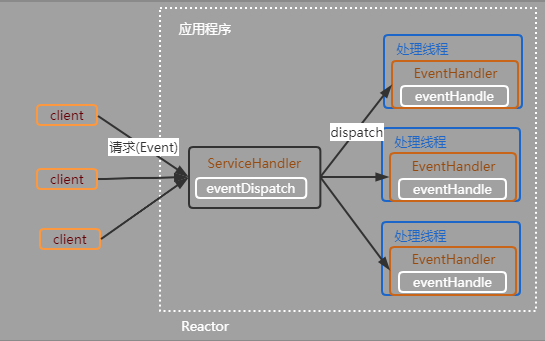 应用程序
处理线程
EventHandler
eventHandle
client
请求(Event)
dispatch
处理线程
EventHandler
eventHandle
ServiceHandler
eventDispatch
client
client
处理线程
EventHandler
eventHandle
Reactor